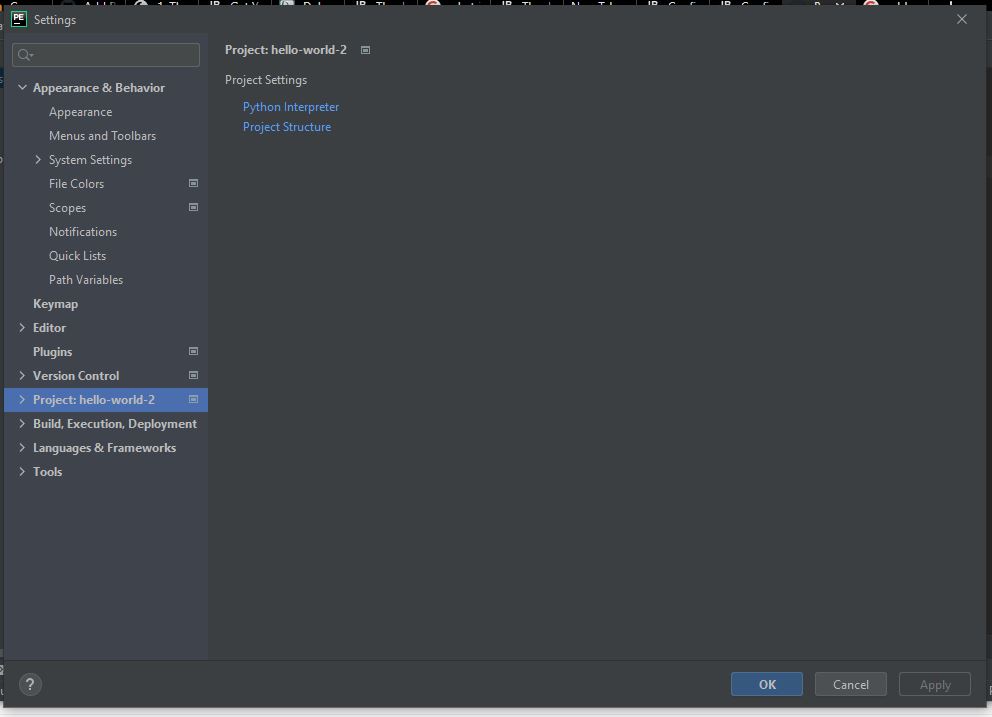 PE Settings
Appearance & Behavior
Appearance
Menus and Toolbars
System Settings
File Colors
Scopes
Notifications
Quick Lists
Path Variables
Keymap
Editor
Plugins
Version Control
Project: hello-world-2
Build, Execution, Deployment
Languages & Frameworks
Tools
Project: hello-world-2
Project Settings
Python Interpreter
Project Structure
?
OK
Cancel
Apply